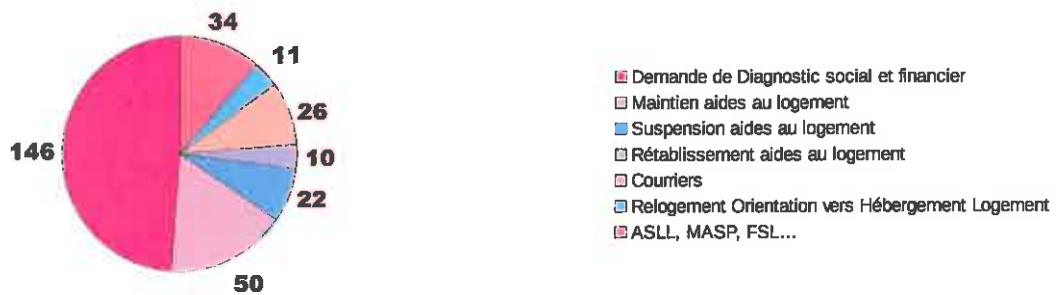 34
11
26
146
10
22
50
Demande de Diagnostic social et financier
Maintien aides au logement
Suspension aides au logement
Rétablissement aides au logement
Courriers
Relogement Orientation vers Hébergement Logement
ASLL, MASP, FSL...